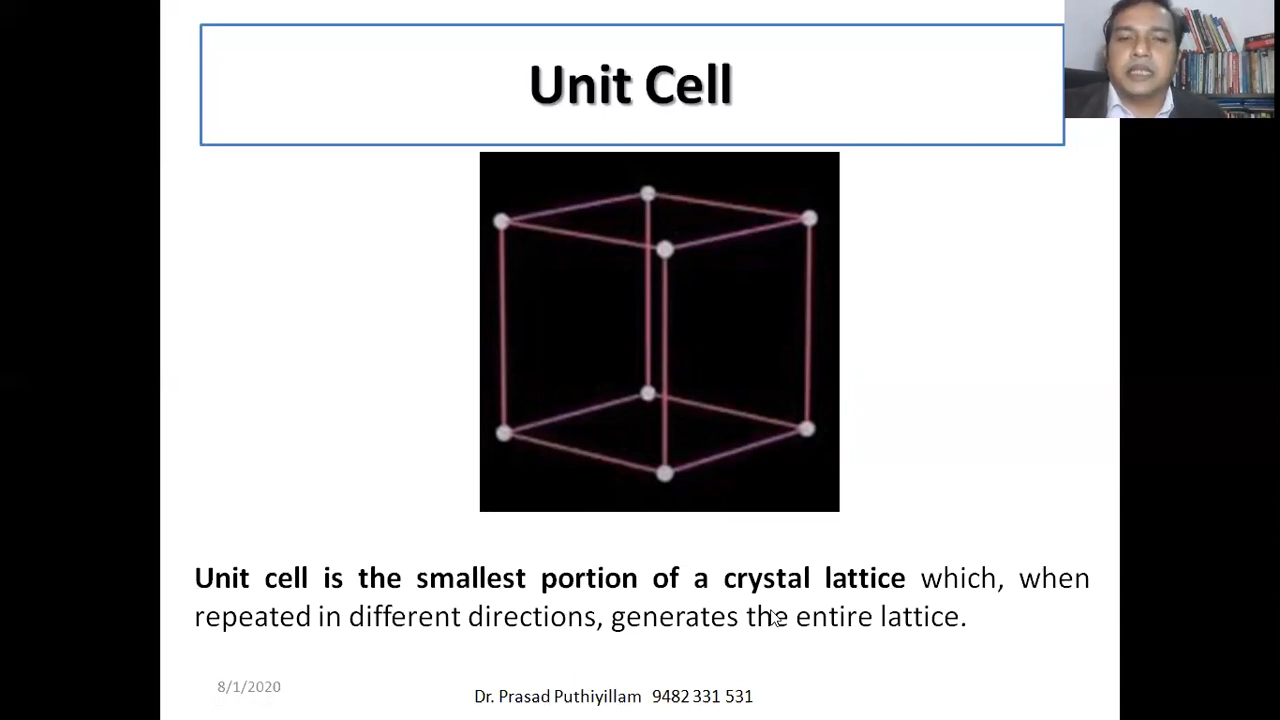 Unit Cell
Unit cell is the smallest portion of a crystal lattice which, when
repeated in different directions, generates the entire lattice.
8/1/2020
Dr. Prasad Puthiyillam 9482 331 531